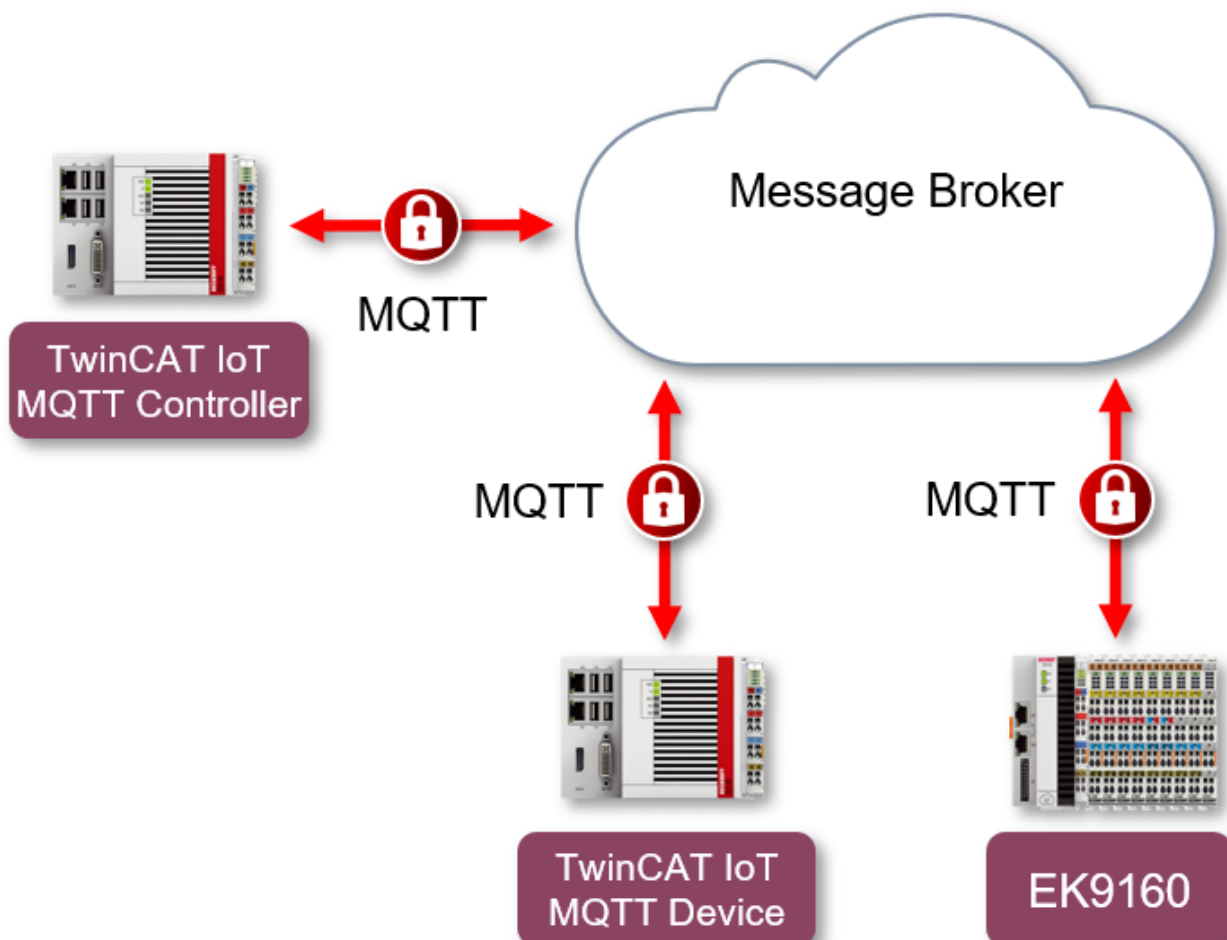 Message Broker
MQTT
TwinCAT IoT
MQTT Controller
MQTT
MQTT
TwinCAT IoT
MQTT Device
EK9160